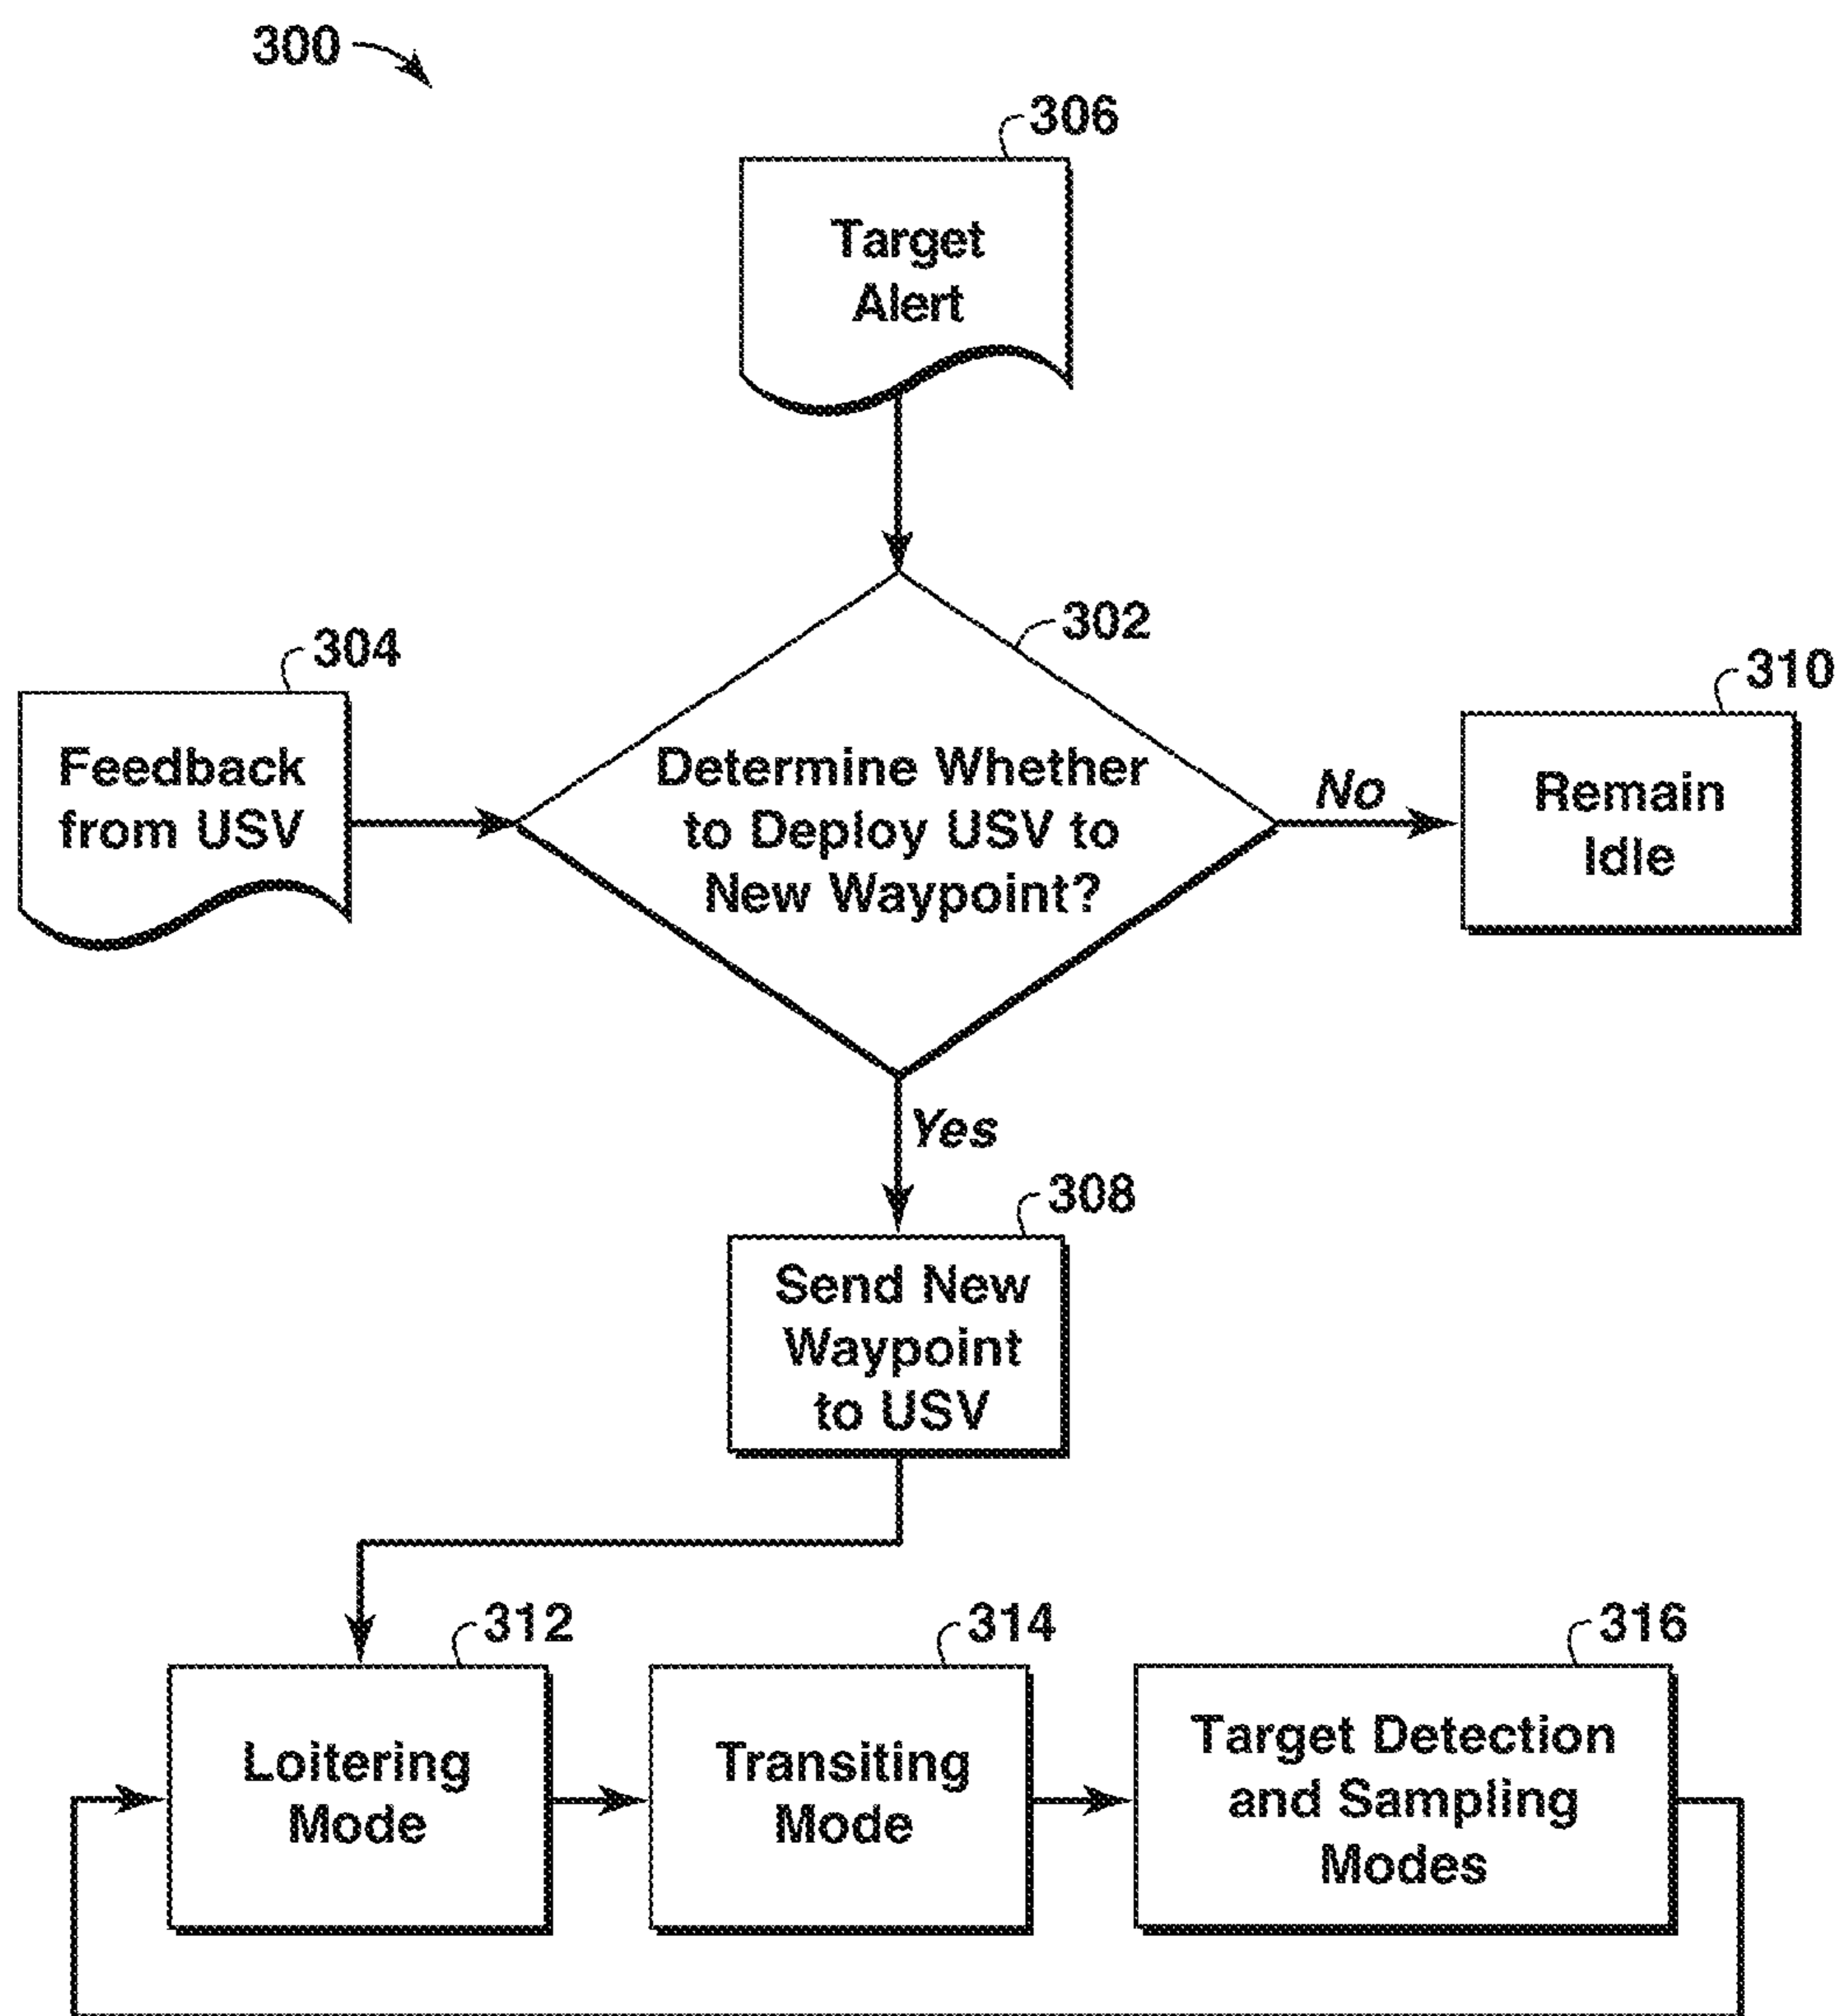 300
306
Target
Alert
302
304
Feedback
from USV
Determine Whether
to Deploy USV to
New Waypoint?
No
310
Remain
Idle
Yes
308
Send New
Waypoint
to USV
312
Loitering
Mode
314
Transiting
Mode
316
Target Detection
and Sampling
Modes